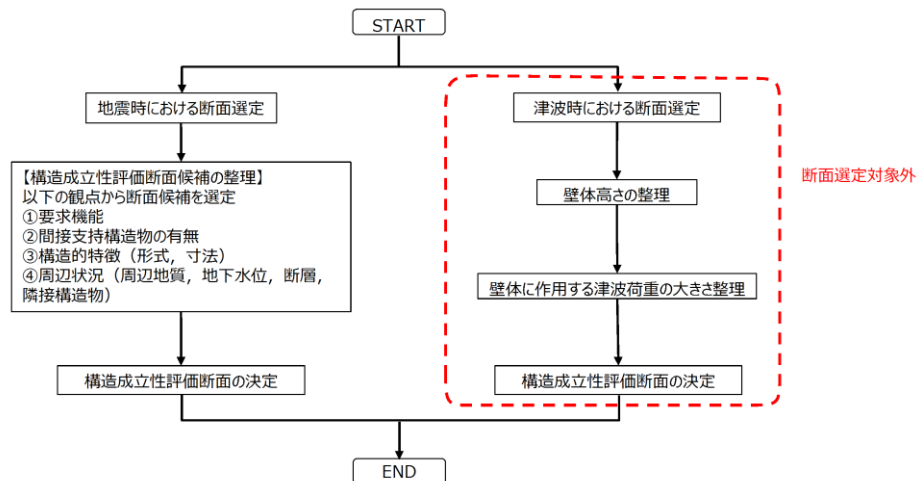 START
地震時における断面選定
【構造成立性評価断面候補の整理】
以下の観点から断面候補を選定
①要求機能
②間接支持構造物の有無
③構造的特徴（形式，寸法）
④周辺状況（周辺地質，地下水位，断層，
隣接構造物）
構造成立性評価断面の決定
津波時における断面選定
壁体高さの整理
壁体に作用する津波荷重の大きさ整理
構造成立性評価断面の決定
断面選定対象外
END